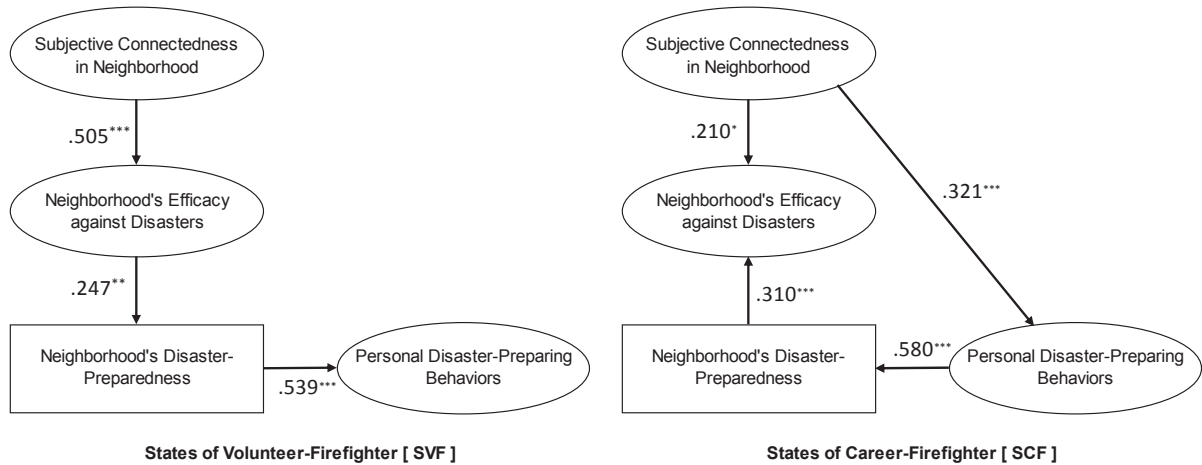 Subjective Connectedness
in Neighborhood
.505***
Neighborhood's Efficacy
against Disasters
.247**
Neighborhood's Disaster-
Preparedness
.539***
Personal Disaster-Preparing
Behaviors
States of Volunteer-Firefighter [ SVF ]
Subjective Connectedness
in Neighborhood
.210*
.321***
Neighborhood's Efficacy
against Disasters
.310***
Neighborhood's Disaster-
Preparedness
.580***
Personal Disaster-Preparing
Behaviors
States of Career-Firefighter [ SCF ]